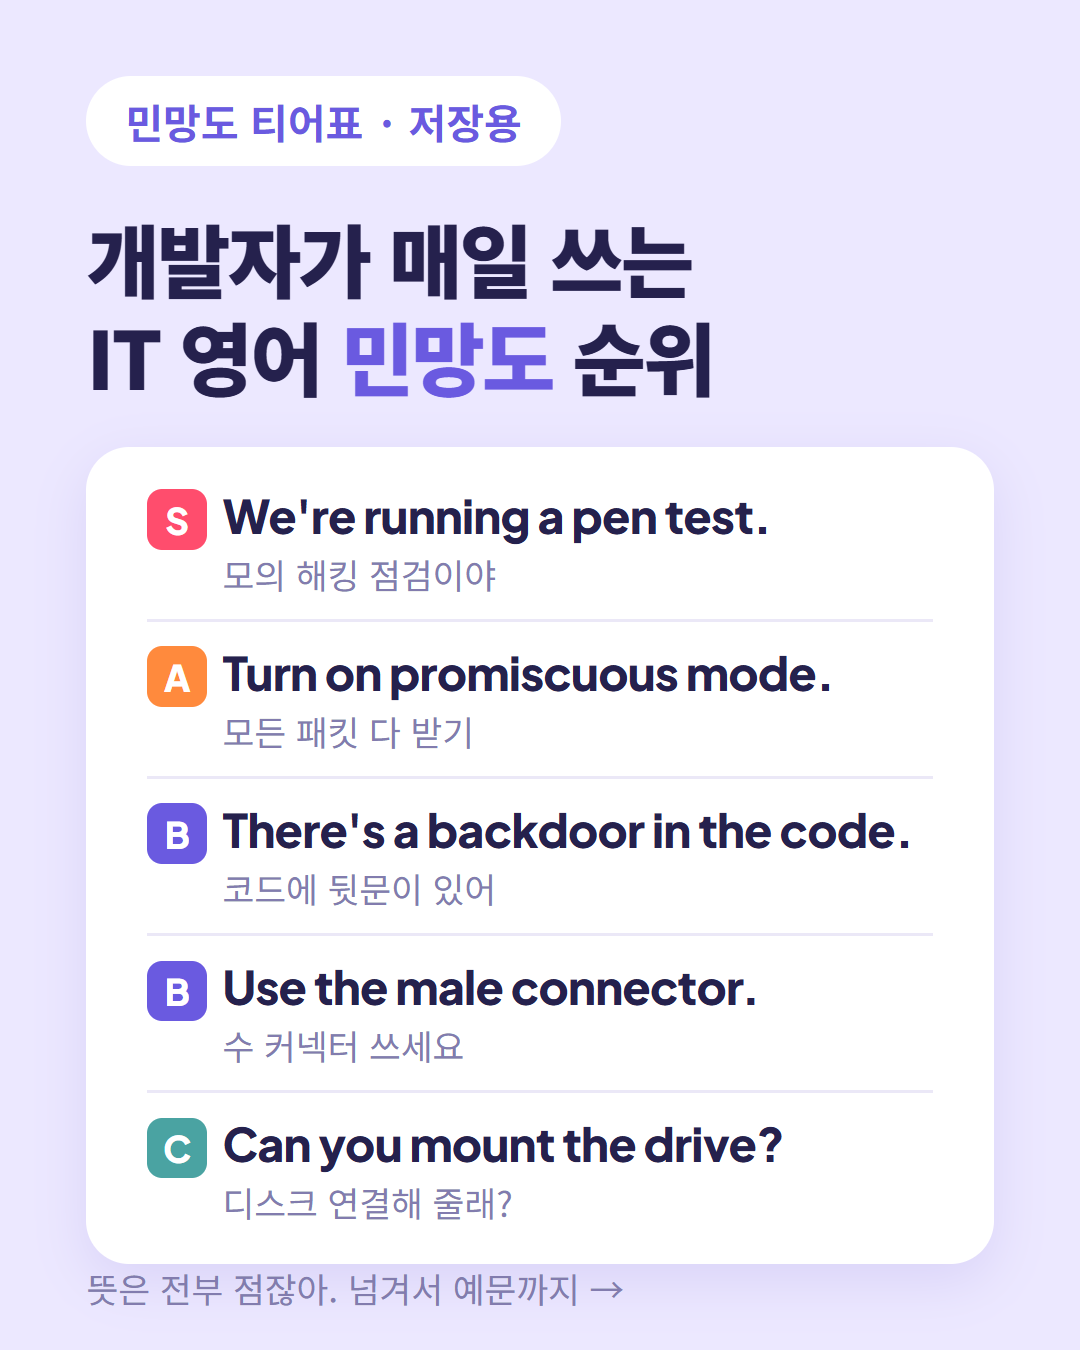 민망도 티어표 · 저장용
개발자가 매일 쓰는
IT 영어 민망도 순위
S We're running a pen test.
모의 해킹 점검이야
A Turn on promiscuous mode.
모든 패킷 다 받기
B There's a backdoor in the code.
코드에 뒷문이 있어
B Use the male connector.
수 커넥터 쓰세요
C Can you mount the drive?
디스크 연결해 줄래?
뜻은 전부 점잖아. 넘겨서 예문까지 →